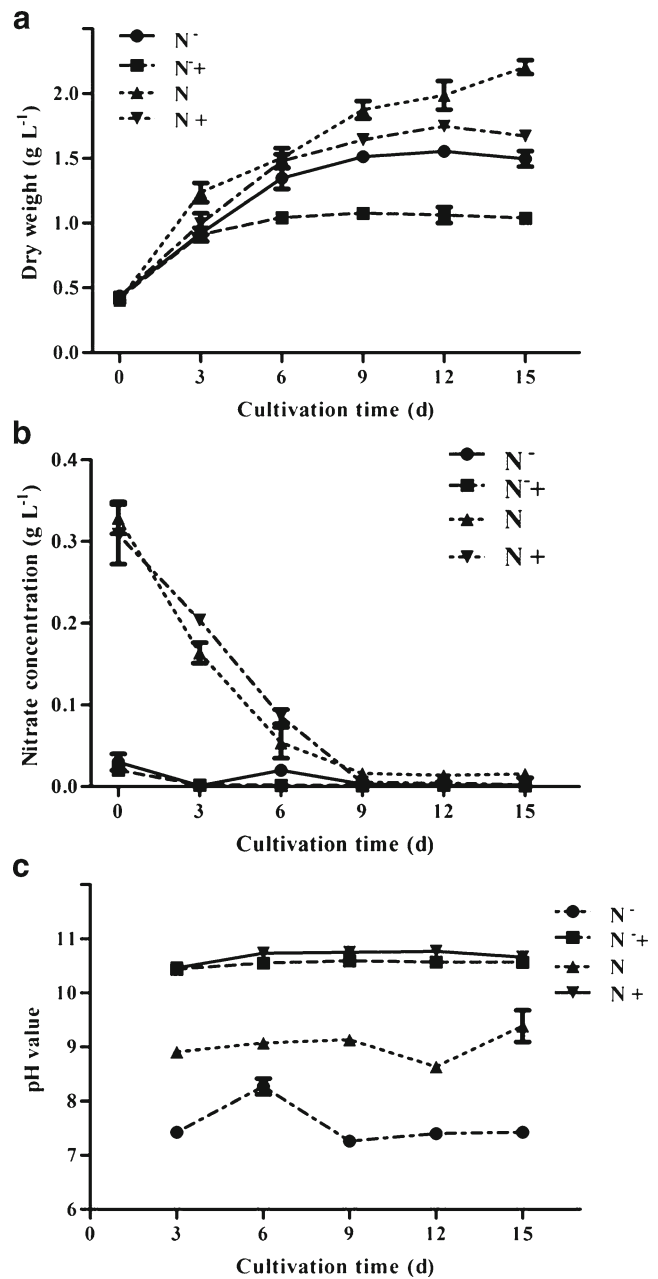 a
N-
N-+
N
N +
2.0
1.5
1.0
0.5
0.0
Dry weight (g L-1)
0 3 6 9 12 15
Cultivation time (d)
b
N-
N-+
N
N +
0.4
0.3
0.2
0.1
0.0
Nitrate concentration (g L-1)
0 3 6 9 12 15
Cultivation time (d)
c
N-
N-+
N
N +
11
10
9
8
7
6
pH value
0 3 6 9 12 15
Cultivation time (d)